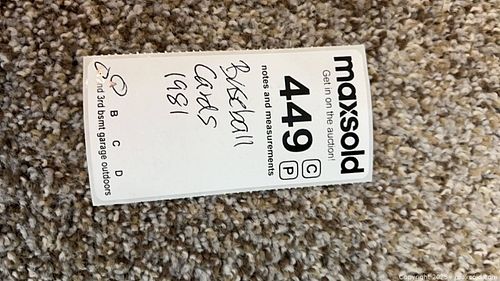 maxsold
Get in on the auction!
449 C P
notes and measurements
Baseball
Cards
1981
A B C D
2nd 3rd bsmt garage outdoors
Copyright 2025 - maxsold.com